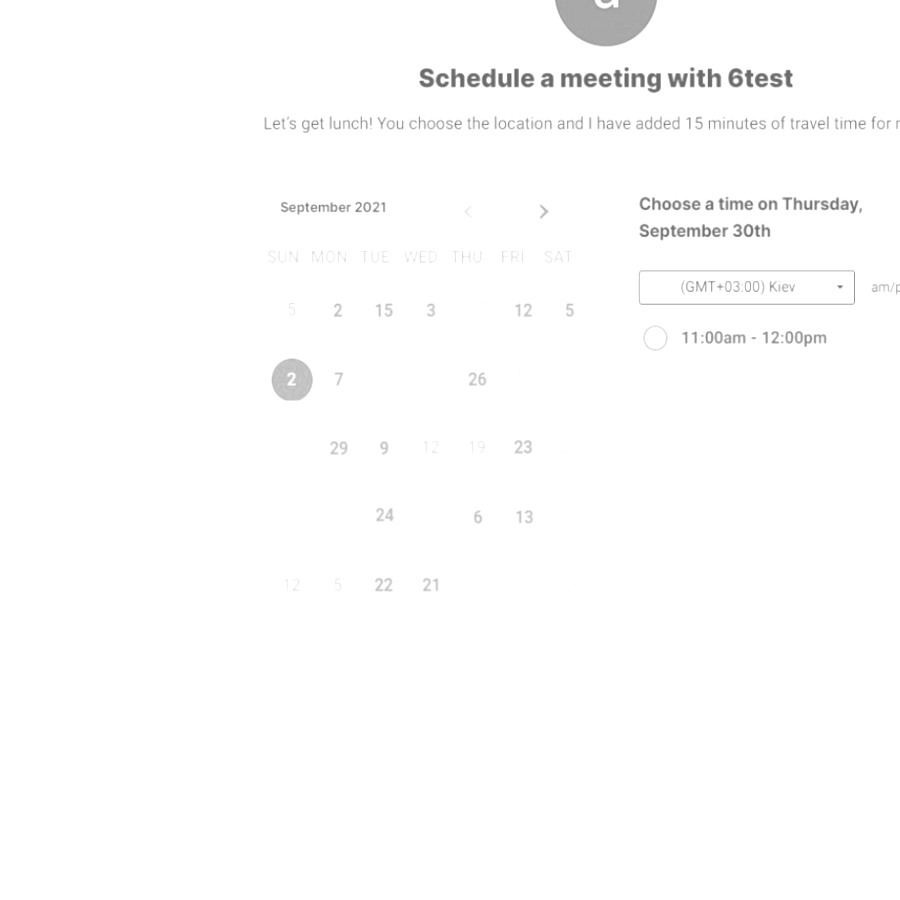 a
Schedule a meeting with 6test
Let's get lunch! You choose the location and I have added 15 minutes of travel time for
September 2021
SUN MON TUE WED THU FRI SAT
5 2 15 3 12 5
2 7 26
29 9 12 19 23
24 6 13
12 5 22 21
Choose a time on Thursday,
September 30th
(GMT+03:00) Kiev
am/p
11:00am - 12:00pm